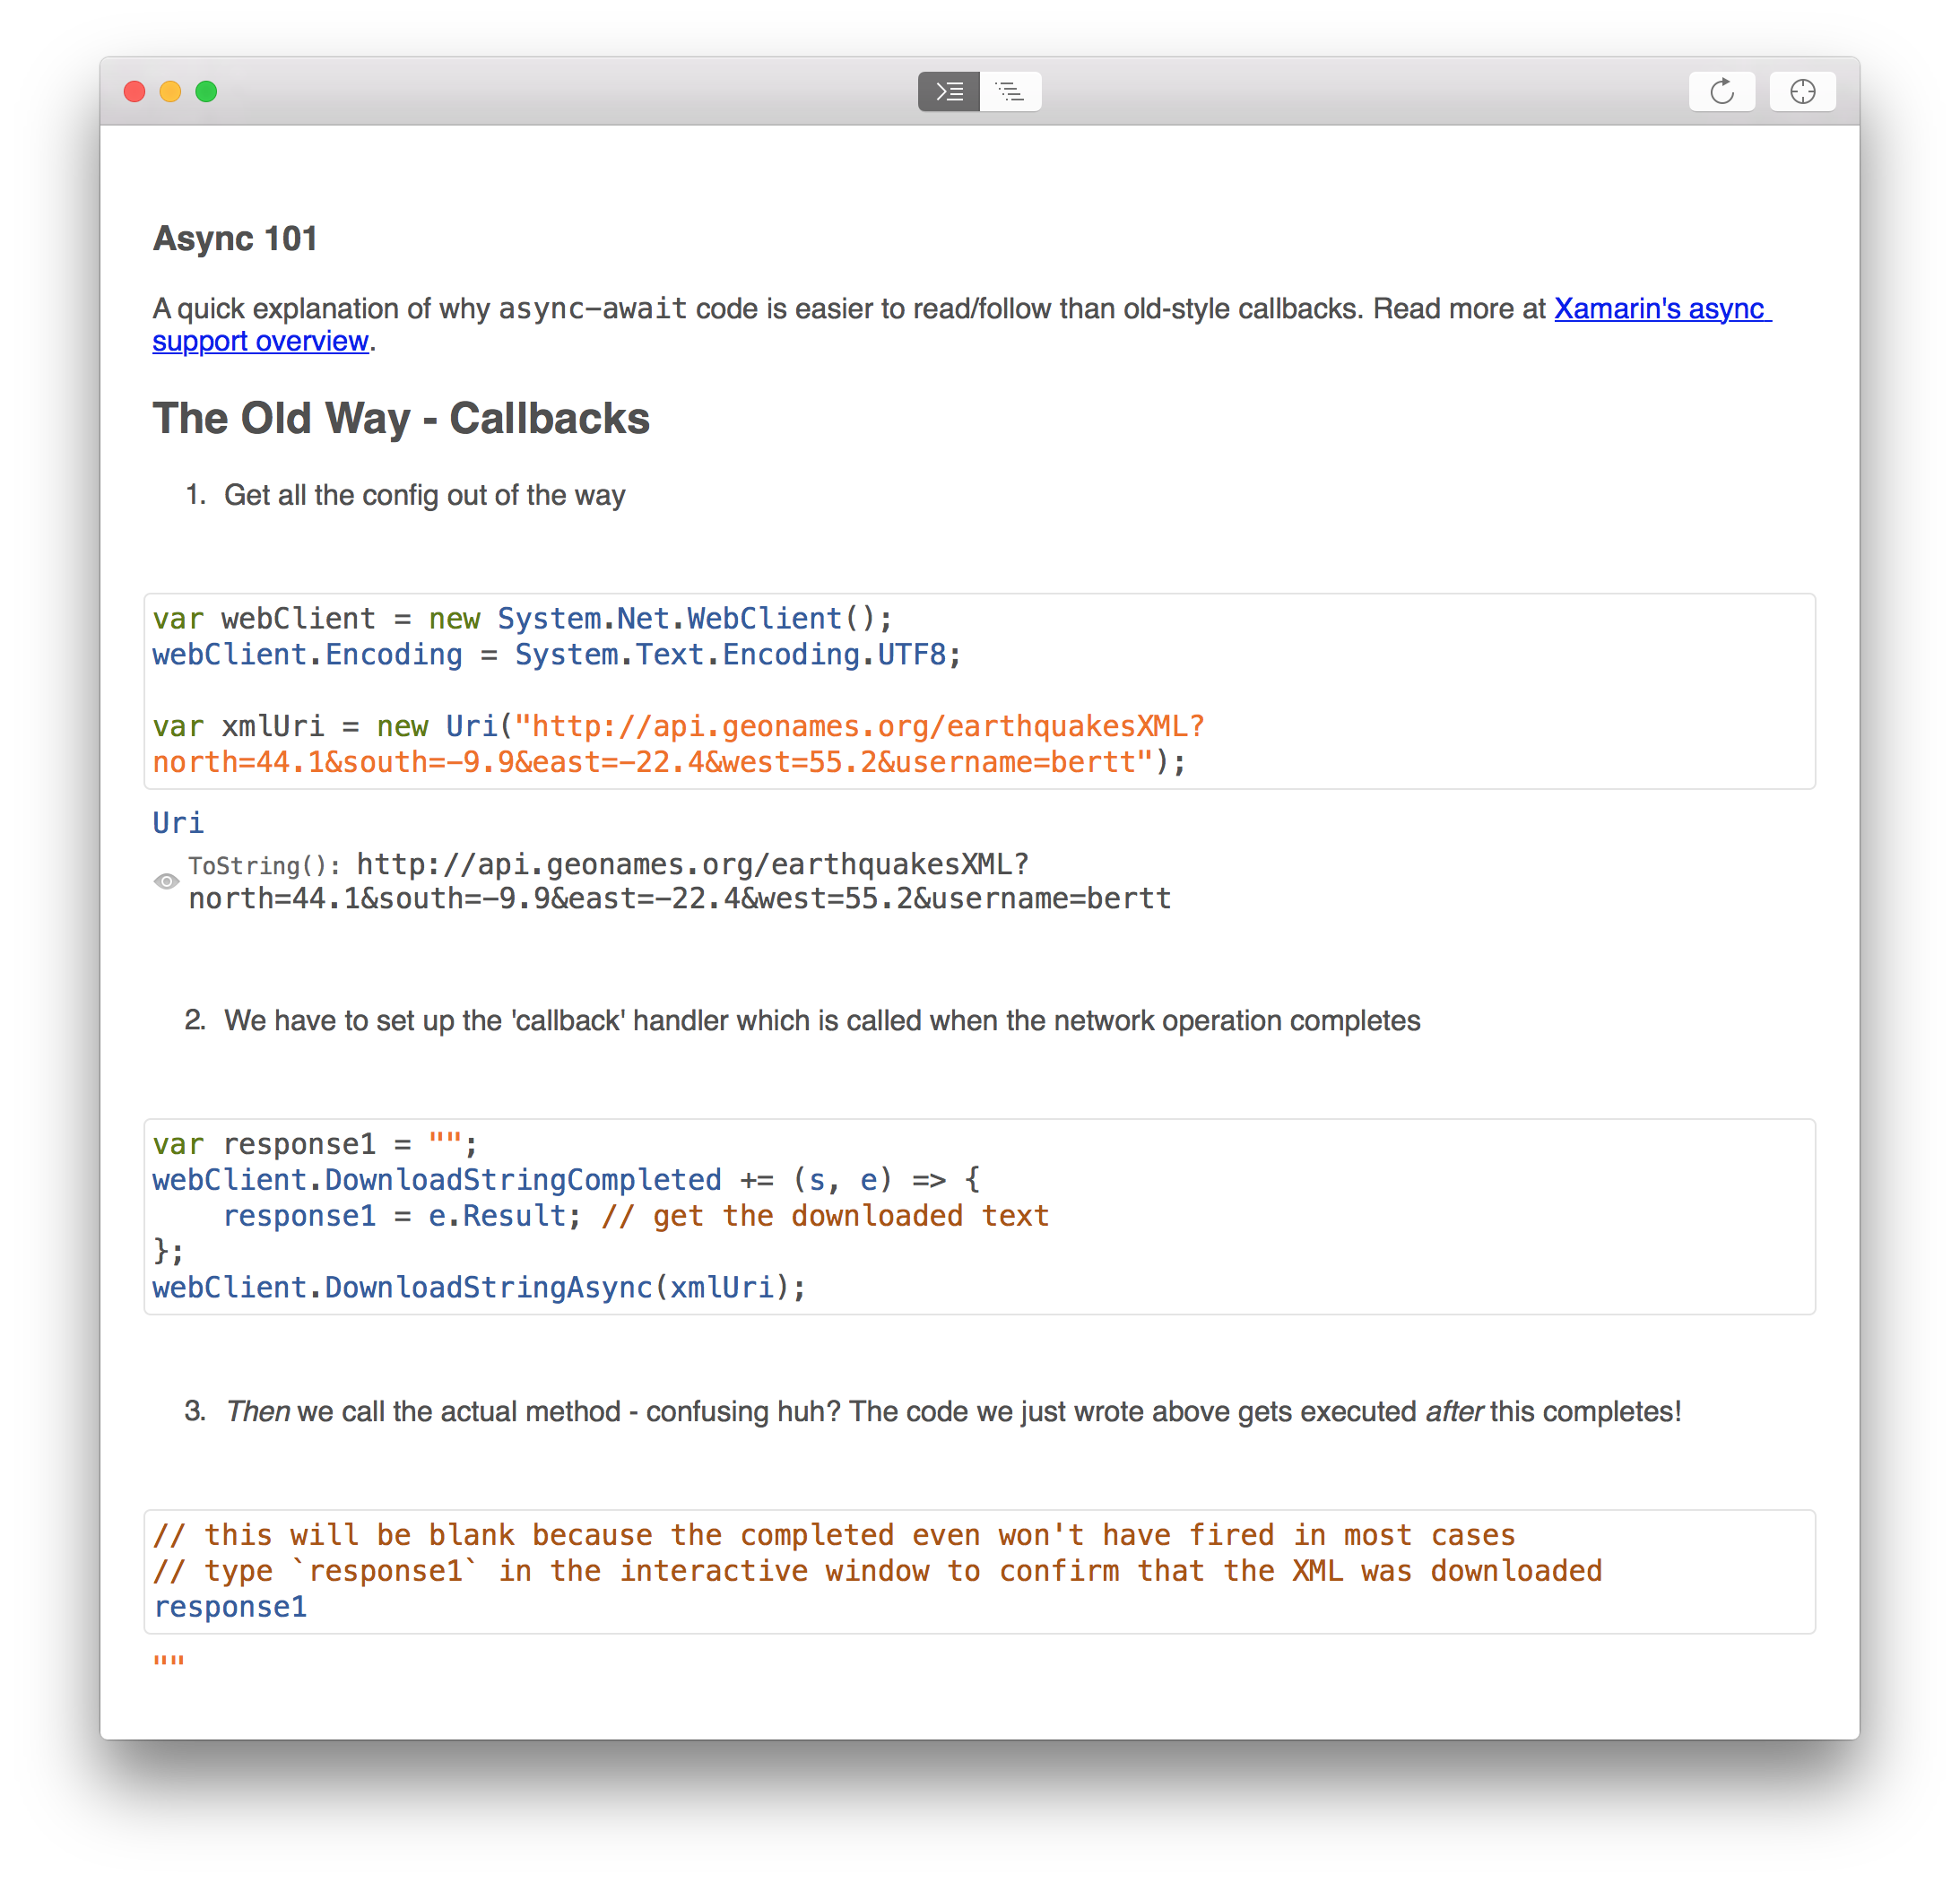 Async 101
A quick explanation of why async-await code is easier to read/follow than old-style callbacks. Read more at Xamarin's async
support overview.
The Old Way - Callbacks
1. Get all the config out of the way
var webClient = new System.Net.WebClient();
webClient.Encoding = System.Text.Encoding.UTF8;
var xmlUri = new Uri("http://api.geonames.org/earthquakesXML?
north=44.1&south=-9.9&east=-22.4&west=55.2&username=bertt");
Uri
ToString(): http://api.geonames.org/earthquakesXML?
north=44.1&south=-9.9&east=-22.4&west=55.2&username=bertt
2. We have to set up the 'callback' handler which is called when the network operation completes
var response1 = "";
webClient.DownloadStringCompleted += (s, e) => {
    response1 = e.Result; // get the downloaded text
};
webClient.DownloadStringAsync(xmlUri);
3. Then we call the actual method - confusing huh? The code we just wrote above gets executed after this completes!
// this will be blank because the completed even won't have fired in most cases
// type `response1` in the interactive window to confirm that the XML was downloaded
response1
""